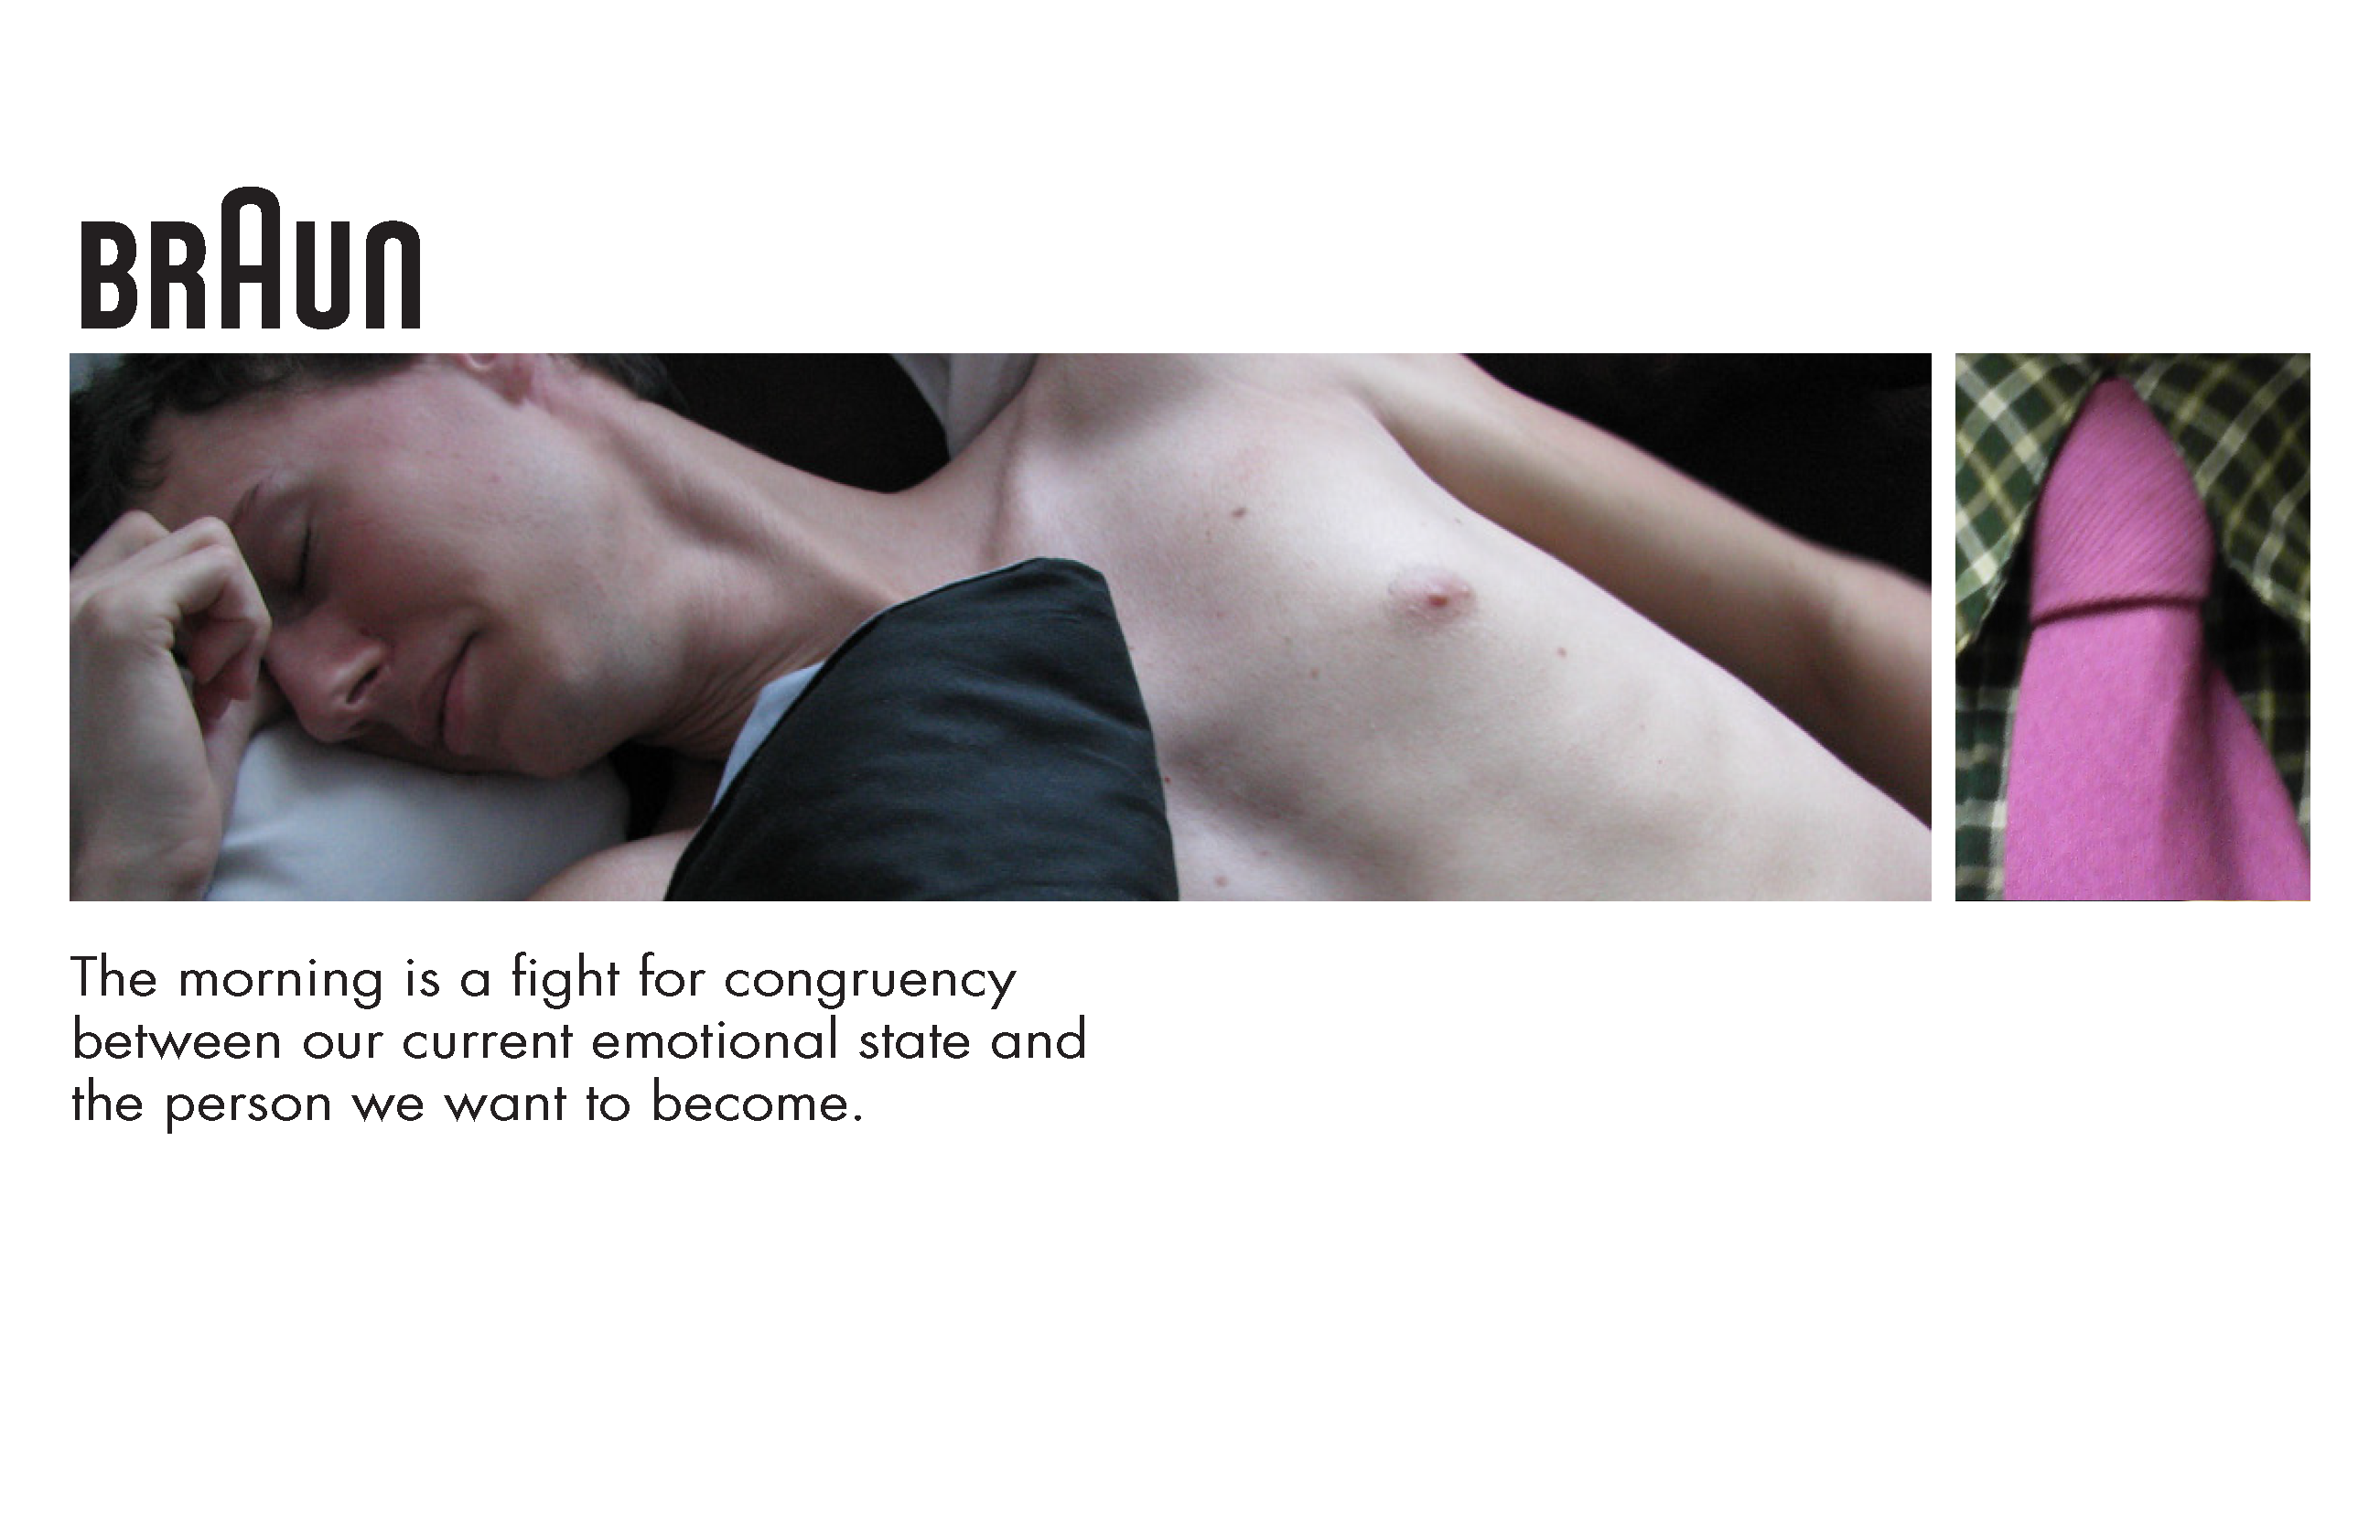 BRAUN
The morning is a fight for congruency
between our current emotional state and
the person we want to become.